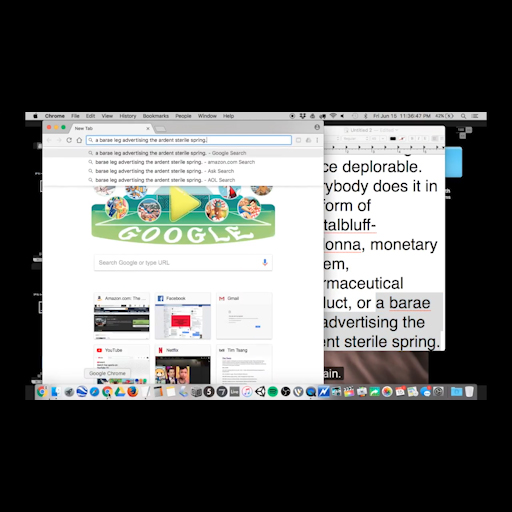 Chrome File Edit View History Bookmarks People Window Help
Fri Jun 15 11:36:47 PM 42%
New Tab
a barae leg advertising the ardent sterile spring.
a barae leg advertising the ardent sterile spring. - Google Search
barae leg advertising the ardent sterile spring. - amazon.com Search
barae leg advertising the ardent sterile spring. - Ask Search
barae leg advertising the ardent sterile spring. - AOL Search
GOOGLE
Search Google or type URL
Amazon.com: The ...
Facebook
Gmail
YouTube
Netflix
Tim Tsang
Google Chrome
Untitled 2
ce deplorable.
rybody does it in
form of
talbluff-
onna, monetary
em,
rmaceutical
duct, or a barae
advertising the
ent sterile spring.
ain.